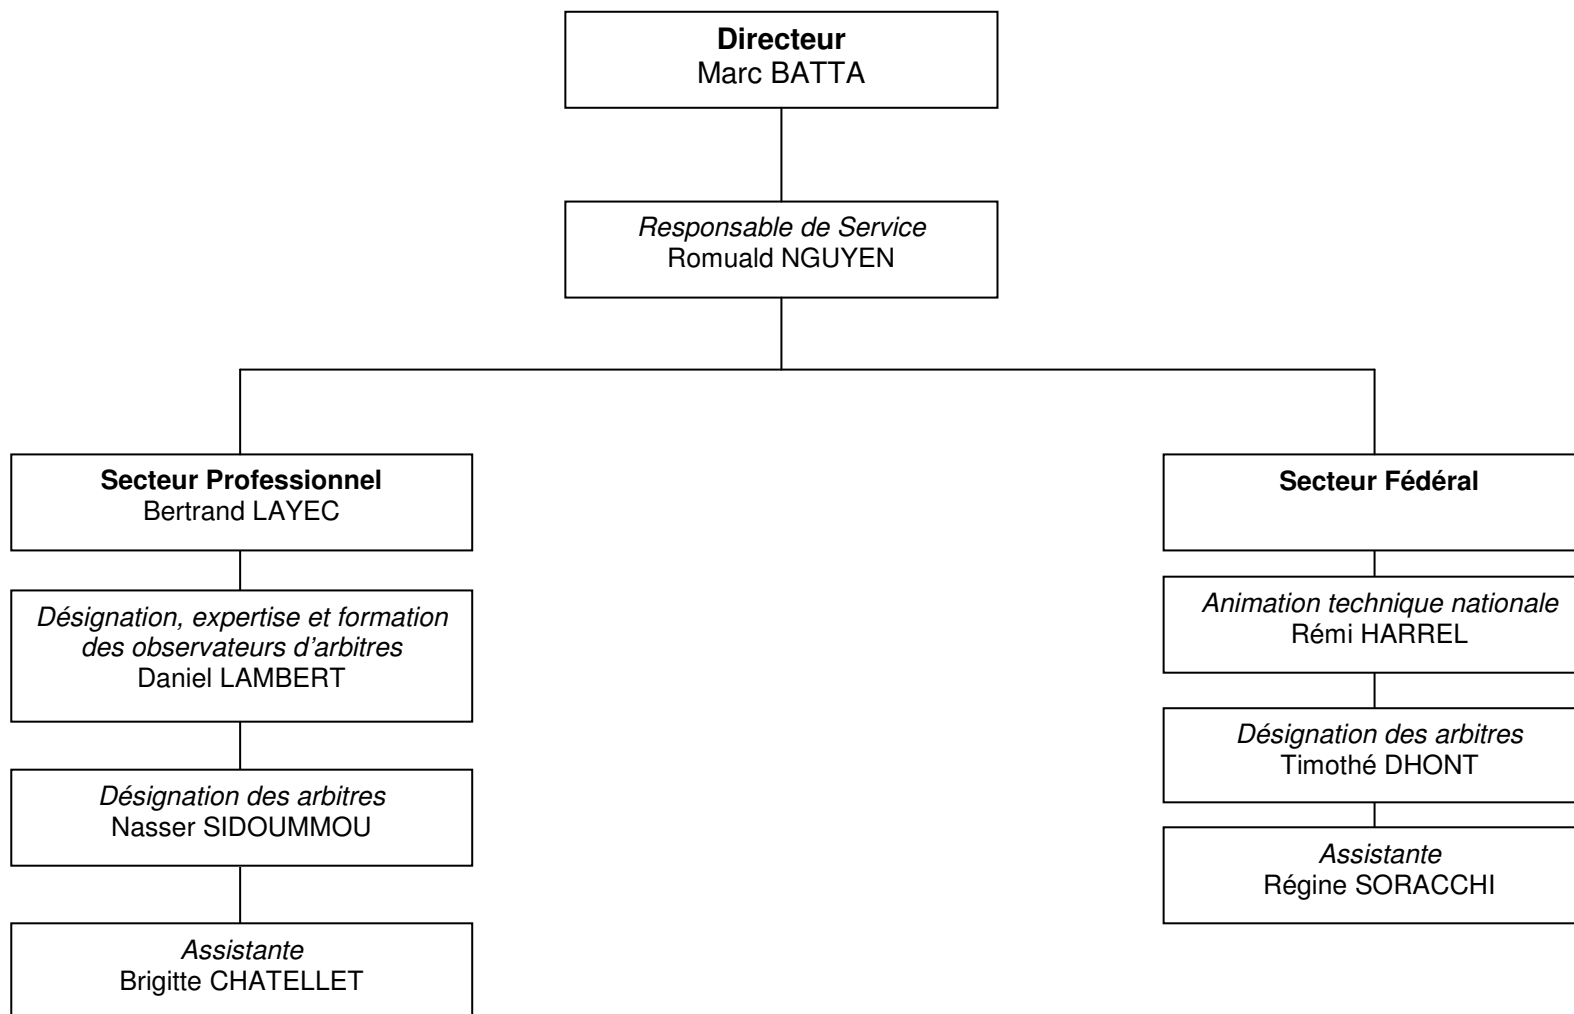 Directeur
Marc BATTA
Responsable de Service
Romuald NGUYEN
Secteur Professionnel
Bertrand LAYEC
Désignation, expertise et formation
des observateurs d'arbitres
Daniel LAMBERT
Désignation des arbitres
Nasser SIDOUMMOU
Assistante
Brigitte CHATELLET
Secteur Fédéral
Animation technique nationale
Rémi HARREL
Désignation des arbitres
Timothé DHONT
Assistante
Régine SORACCHI